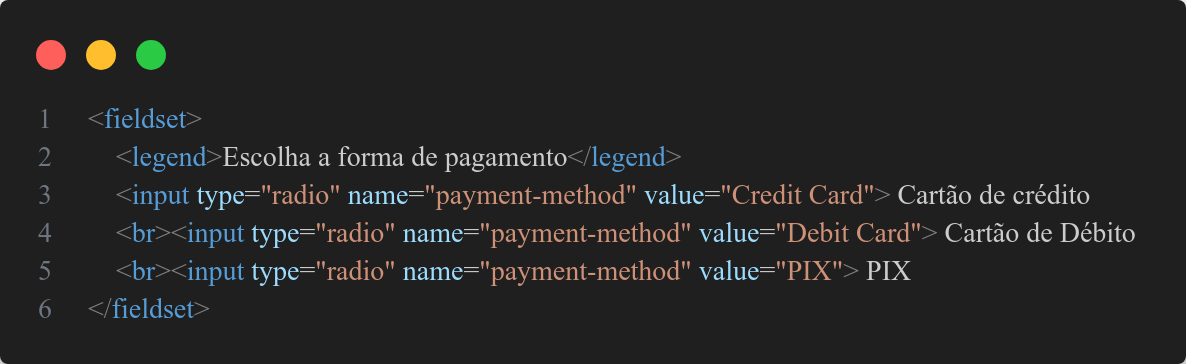 1 <fieldset>
2 <legend>Escolha a forma de pagamento</legend>
3 <input type="radio" name="payment-method" value="Credit Card"> Cartão de crédito
4 <br><input type="radio" name="payment-method" value="Debit Card"> Cartão de Débito
5 <br><input type="radio" name="payment-method" value="PIX"> PIX
6 </fieldset>